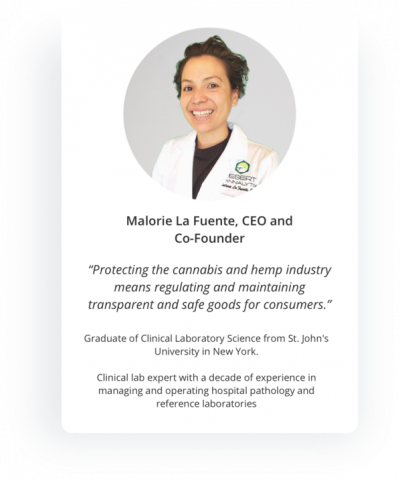 Malorie La Fuente, CEO and
Co-Founder
“Protecting the cannabis and hemp industry
means regulating and maintaining
transparent and safe goods for consumers.”
Graduate of Clinical Laboratory Science from St. John's
University in New York.
Clinical lab expert with a decade of experience in
managing and operating hospital pathology and
reference laboratories